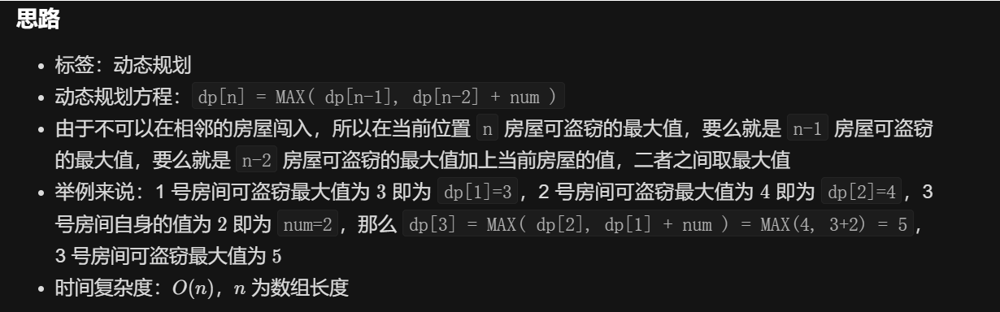 思路
• 标签：动态规划
• 动态规划方程：dp[n] = MAX( dp[n-1], dp[n-2] + num )
• 由于不可以在相邻的房屋闯入，所以在当前位置 n 房屋可盗窃的最大值，要么就是 n-1 房屋可盗窃
的最大值，要么就是 n-2 房屋可盗窃的最大值加上当前房屋的值，二者之间取最大值
• 举例来说：1 号房间可盗窃最大值为 3 即为 dp[1]=3，2 号房间可盗窃最大值为 4 即为 dp[2]=4，3
号房间自身的值为 2 即为 num=2，那么 dp[3] = MAX( dp[2], dp[1] + num ) = MAX(4, 3+2) = 5，
3 号房间可盗窃最大值为 5
• 时间复杂度：O(n)，n 为数组长度